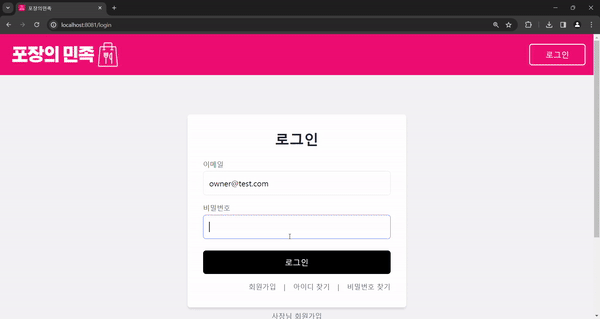 포장의민족
localhost:8081/login
포장의 민족
로그인
로그인
이메일
owner@test.com
비밀번호
로그인
회원가입 | 아이디 찾기 | 비밀번호 찾기
사장님 회원가입